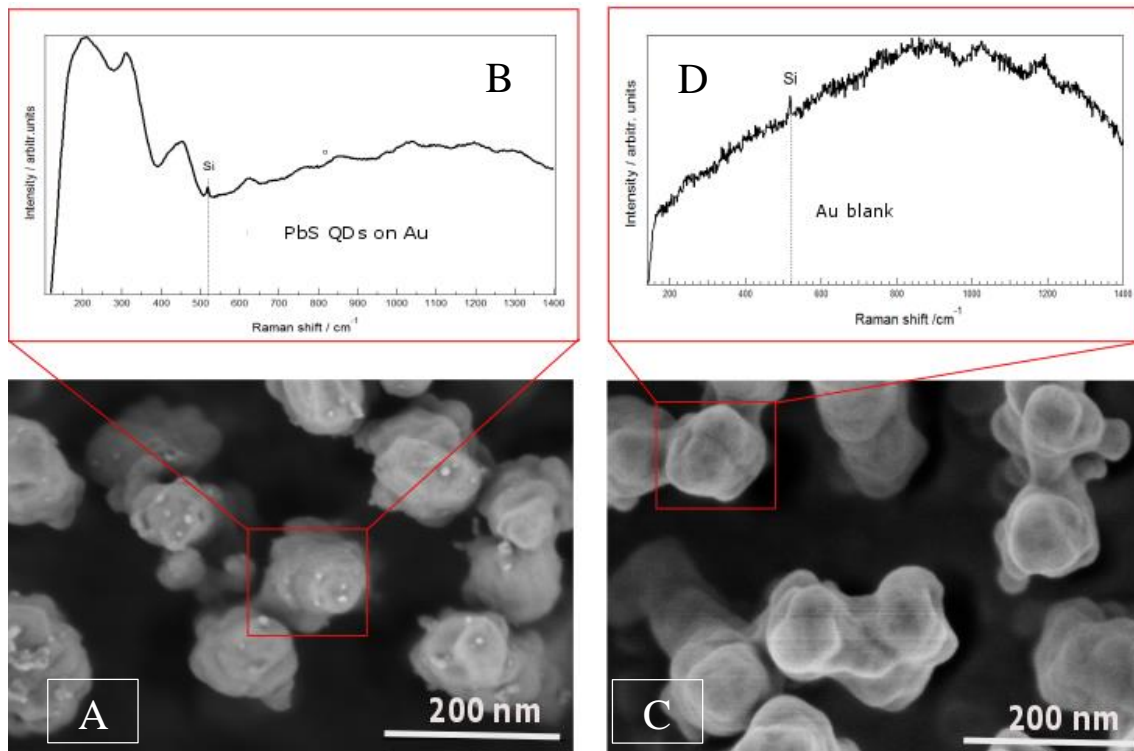 B
Intensity / arbitr.units
Si
PbS QDs on Au
200 300 400 500 600 700 800 900 1000 1100 1200 1300 1400
Raman shift / cm-1
D
Intensity / arbitr. units
Si
Au blank
200 400 600 800 1000 1200 1400
Raman shift /cm-1
A
200 nm
C
200 nm